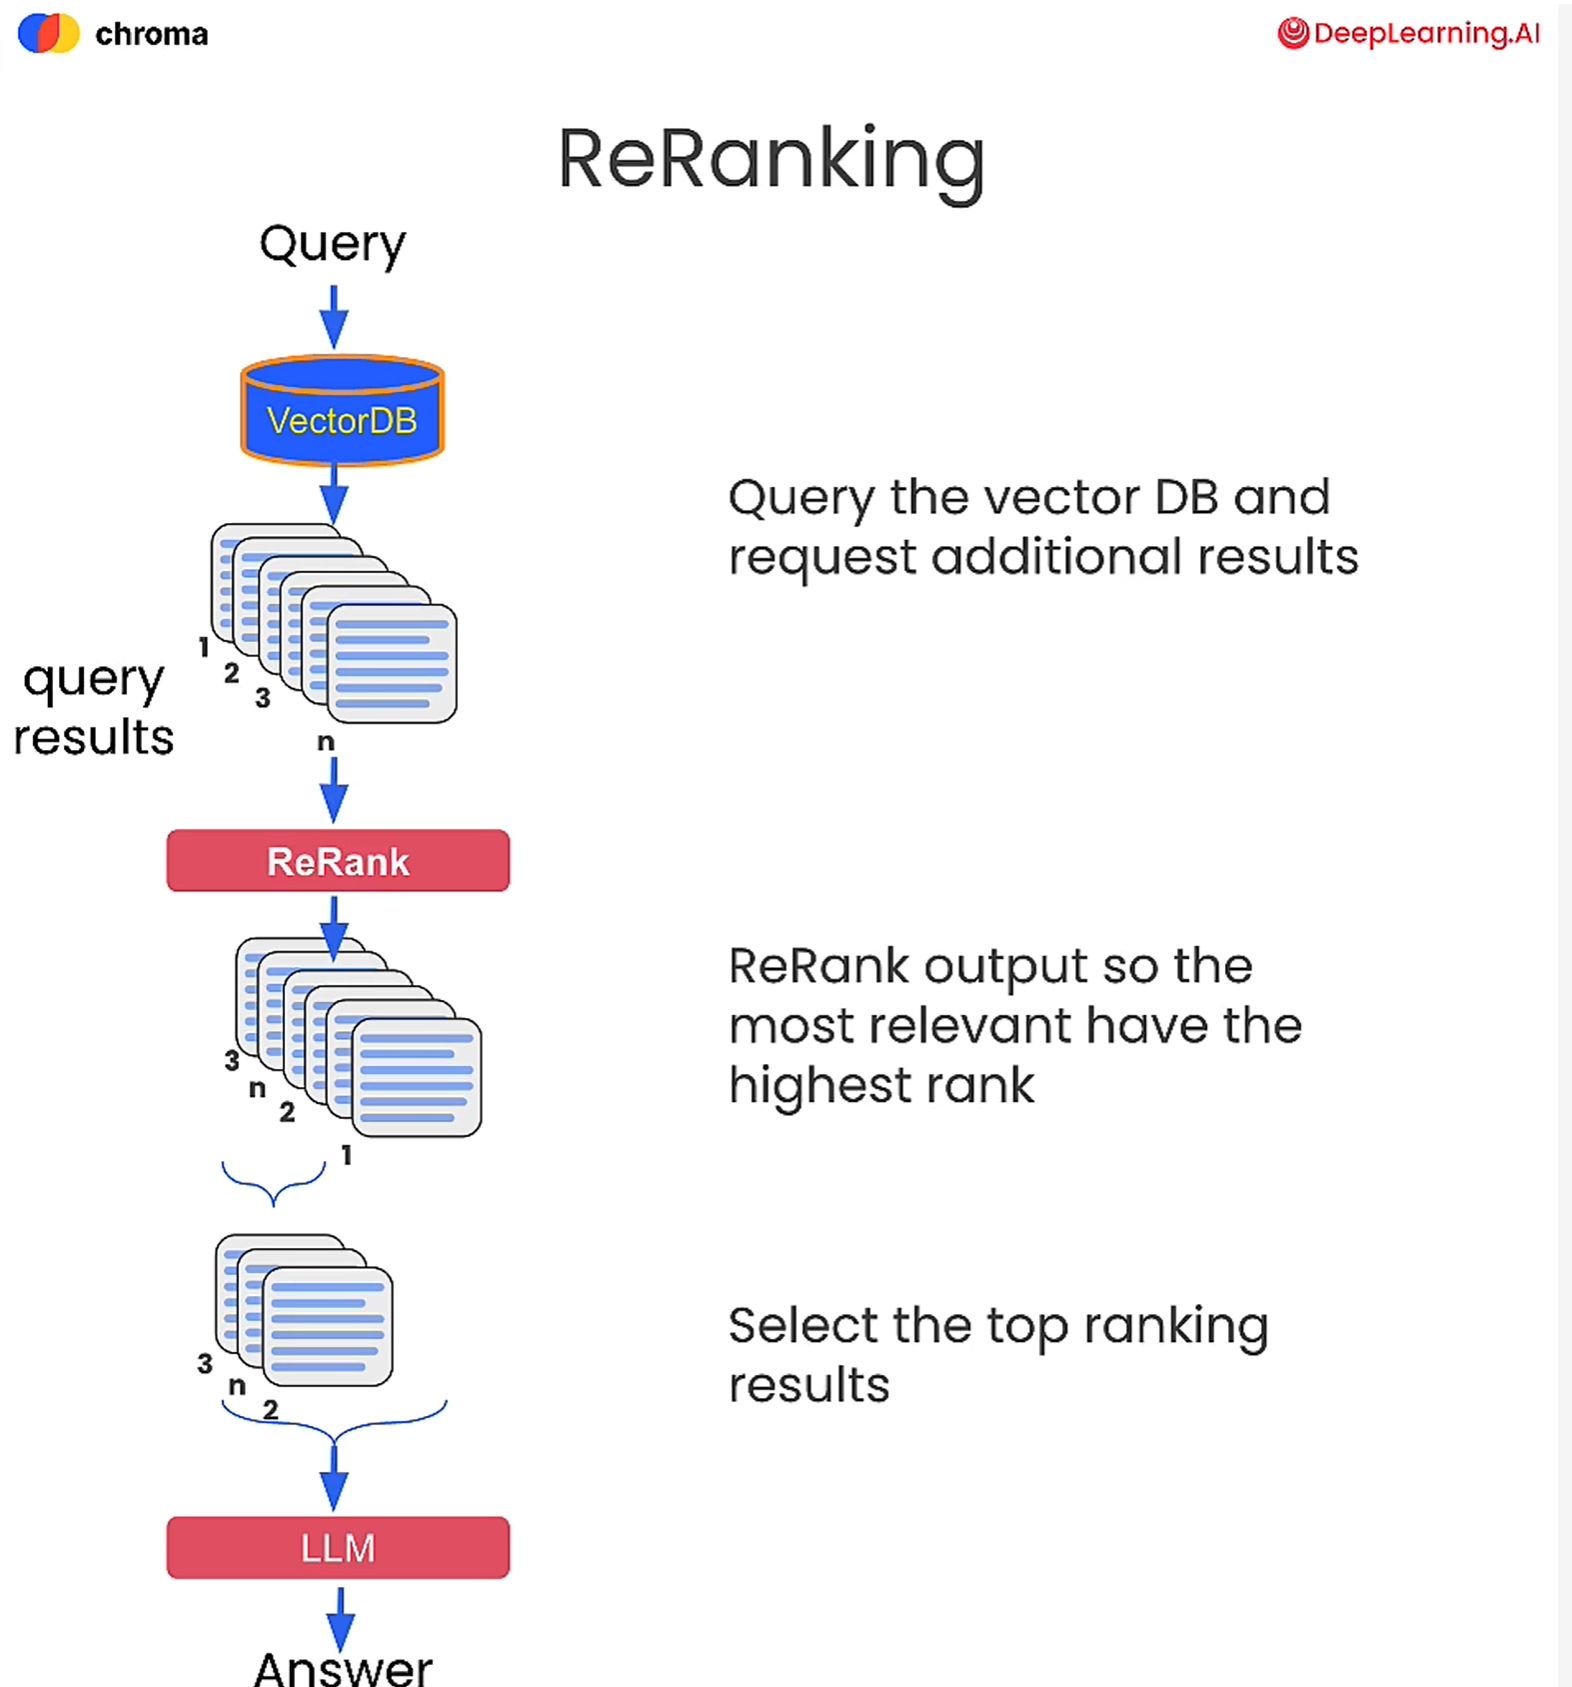 chroma
DeepLearning.AI
ReRanking
Query
VectorDB
Query the vector DB and
request additional results
1
2
3
n
query
results
ReRank
ReRank output so the
most relevant have the
highest rank
3
n
2
1
Select the top ranking
results
3
n
2
LLM
Answer